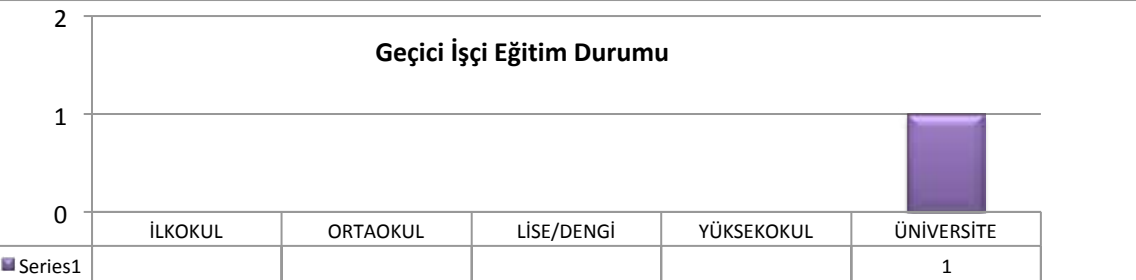 Geçici İşçi Eğitim Durumu
2
1
0
İLKOKUL ORTAOKUL LİSE/DENGİ YÜKSEKOKUL ÜNİVERSİTE
Series1 1